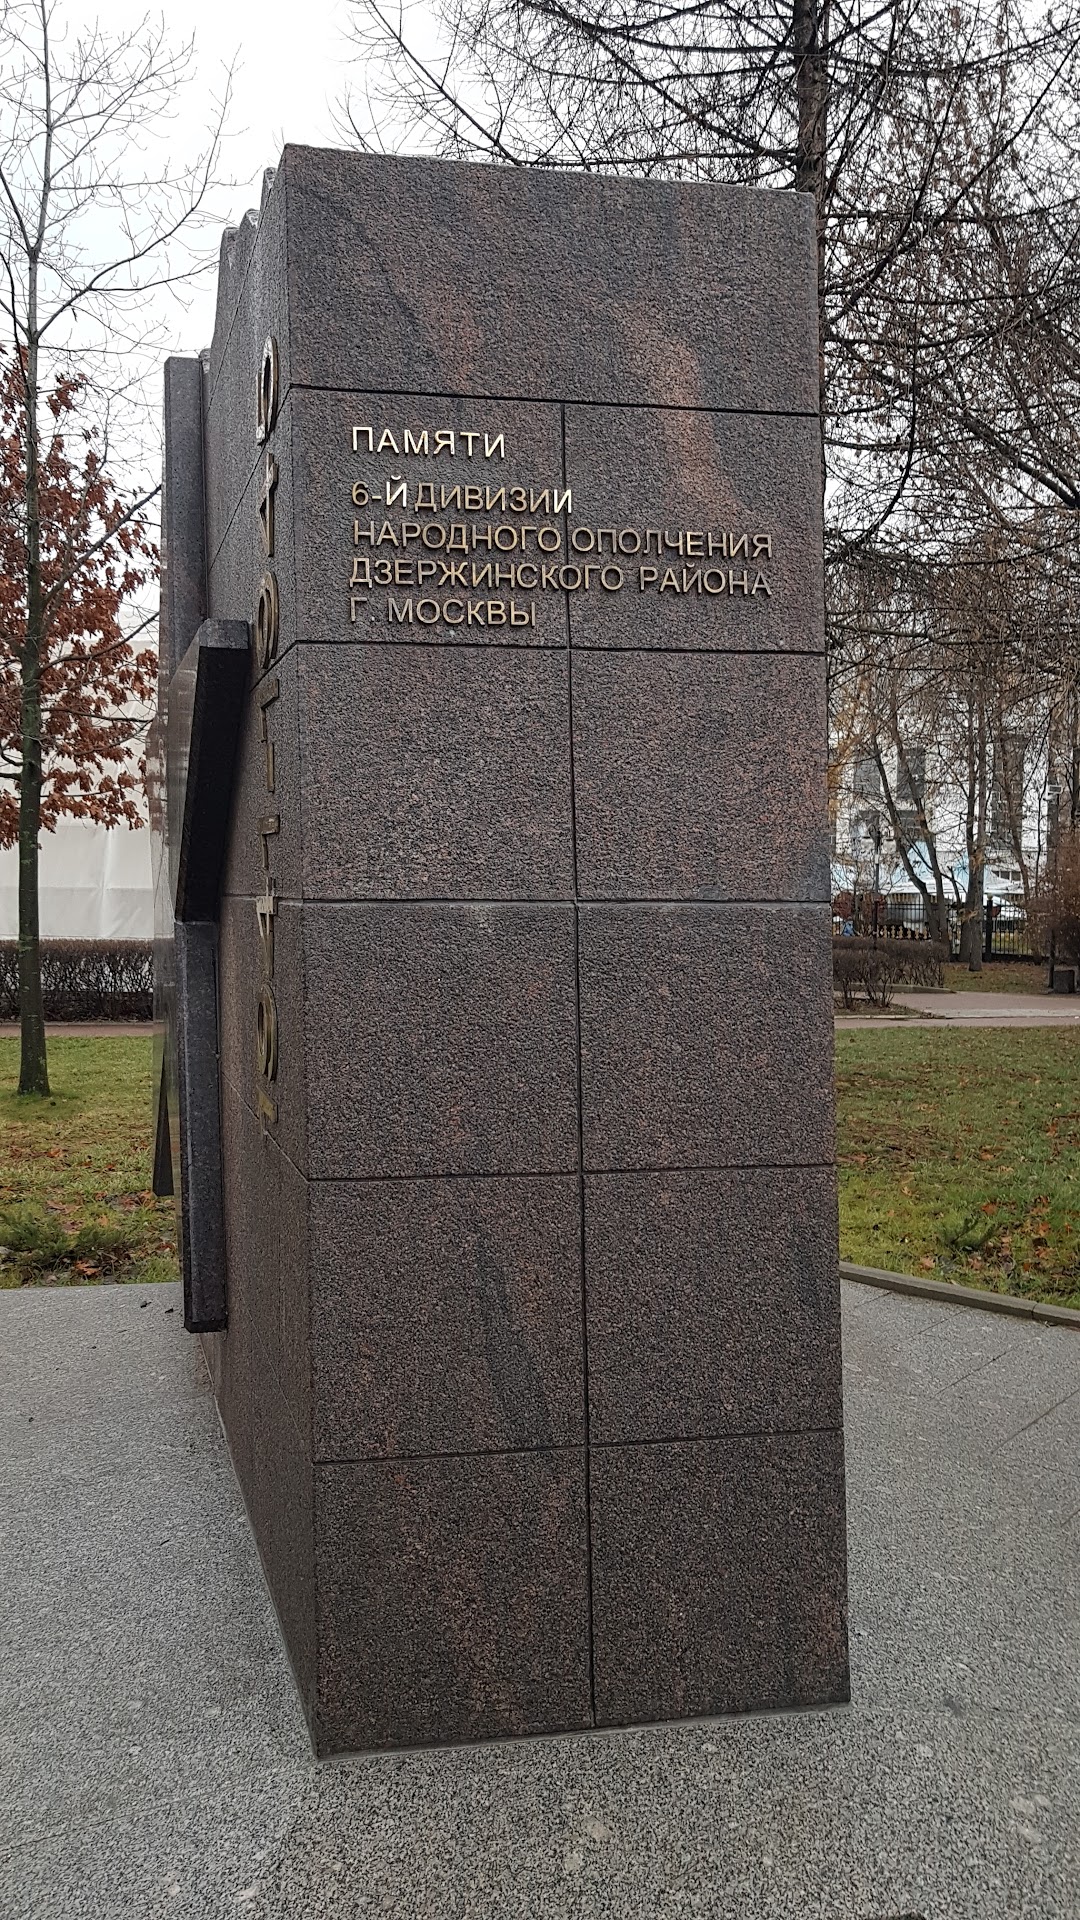 ПАМЯТИ
6-Й ДИВИЗИИ
НАРОДНОГО ОПОЛЧЕНИЯ
ДЗЕРЖИНСКОГО РАЙОНА
Г. МОСКВЫ